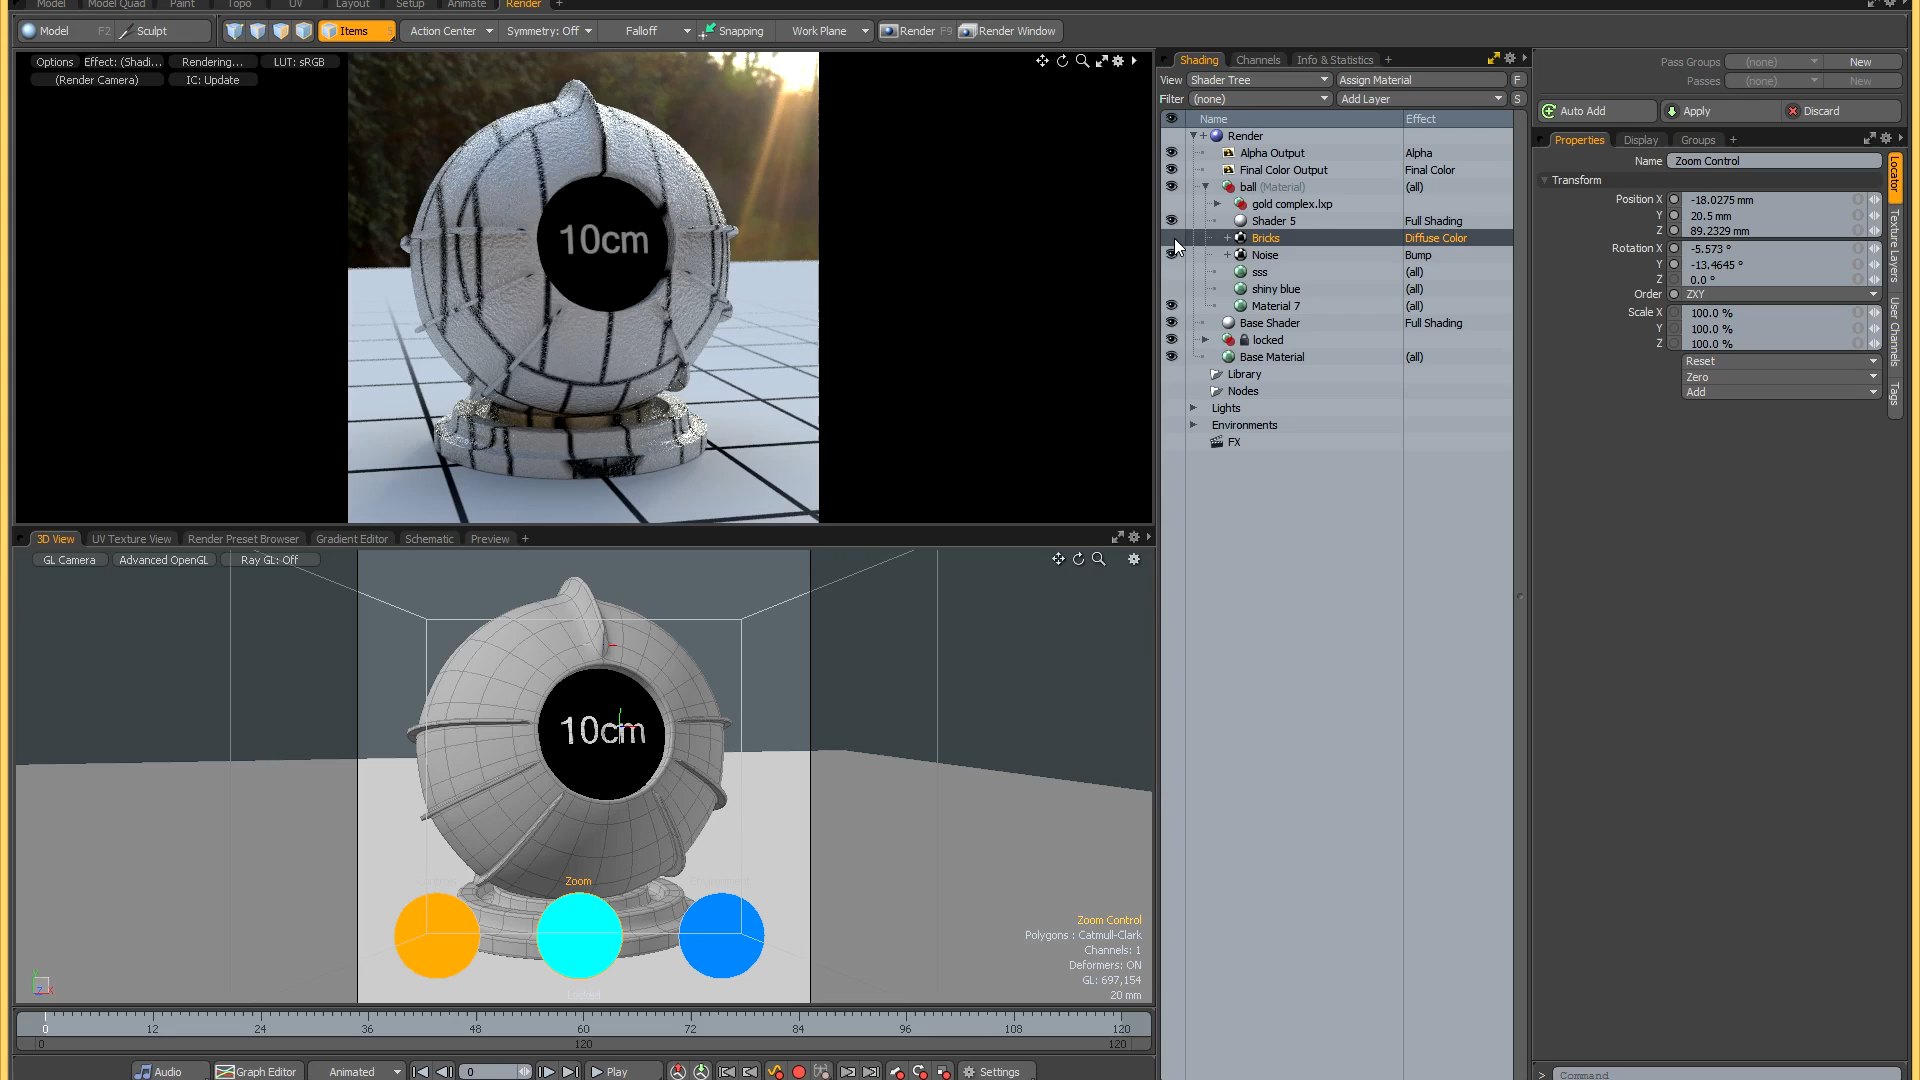 Model Model Quad Paint Topo UV Layout Setup Animate Render +
Model F2 Sculpt Items 5 Action Center Symmetry: Off Falloff Snapping Work Plane Render F9 Render Window
Options Effect: (Shadi... Rendering... LUT: sRGB
(Render Camera) IC: Update
10cm
3D View UV Texture View Render Preset Browser Gradient Editor Schematic Preview +
GL Camera Advanced OpenGL Ray GL: Off
10cm
Zoom
Zoom Control
Polygons : Catmull-Clark
Channels: 1
Deformers: ON
GL: 697,154
20 mm
Locked
0 12 24 36 48 60 72 84 96 108 120
0 120 120
Audio Graph Editor Animated 0 Play Settings
Shading Channels Info & Statistics +
View Shader Tree Assign Material F
Filter (none) Add Layer S
Name Effect
Render
Alpha Output Alpha
Final Color Output Final Color
ball (Material) (all)
gold complex.lxp
Shader 5 Full Shading
Bricks Diffuse Color
Noise Bump
sss (all)
shiny blue (all)
Material 7 (all)
Base Shader Full Shading
locked
Base Material (all)
Library
Nodes
Lights
Environments
FX
Pass Groups (none) New
Passes (none) New
Auto Add Apply Discard
Properties Display Groups +
Name Zoom Control
Transform
Position X -18.0275 mm
Y 20.5 mm
Z 89.2329 mm
Rotation X -5.573 °
Y -13.4645 °
Z 0.0 °
Order ZXY
Scale X 100.0 %
Y 100.0 %
Z 100.0 %
Reset
Zero
Add
Locator
Texture Layers
User Channels
Tags
> Command